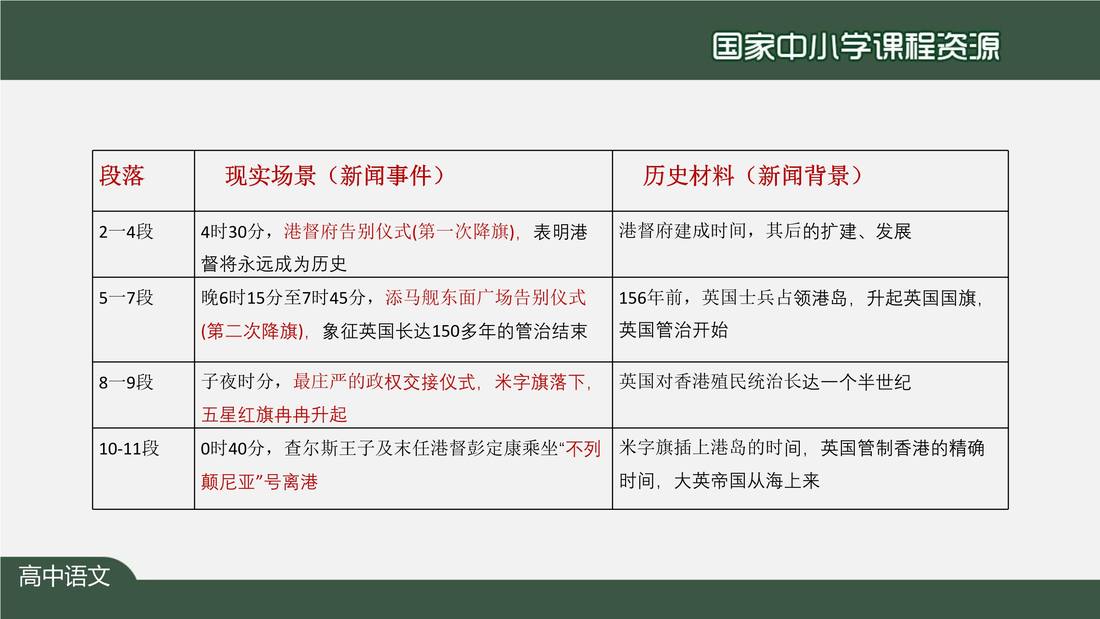 国家中小学课程资源
段落
现实场景（新闻事件）
历史材料（新闻背景）
2一4段
4时30分，港督府告别仪式(第一次降旗)，表明港
督将永远成为历史
港督府建成时间，其后的扩建、发展
5一7段
晚6时15分至7时45分，添马舰东面广场告别仪式
(第二次降旗)，象征英国长达150多年的管治结束
156年前，英国士兵占领港岛，升起英国国旗，
英国管治开始
8一9段
子夜时分，最庄严的政权交接仪式，米字旗落下，
五星红旗冉冉升起
英国对香港殖民统治长达一个半世纪
10-11段
0时40分，查尔斯王子及末任港督彭定康乘坐“不列
颠尼亚”号离港
米字旗插上港岛的时间，英国管制香港的精确
时间，大英帝国从海上来
高中语文